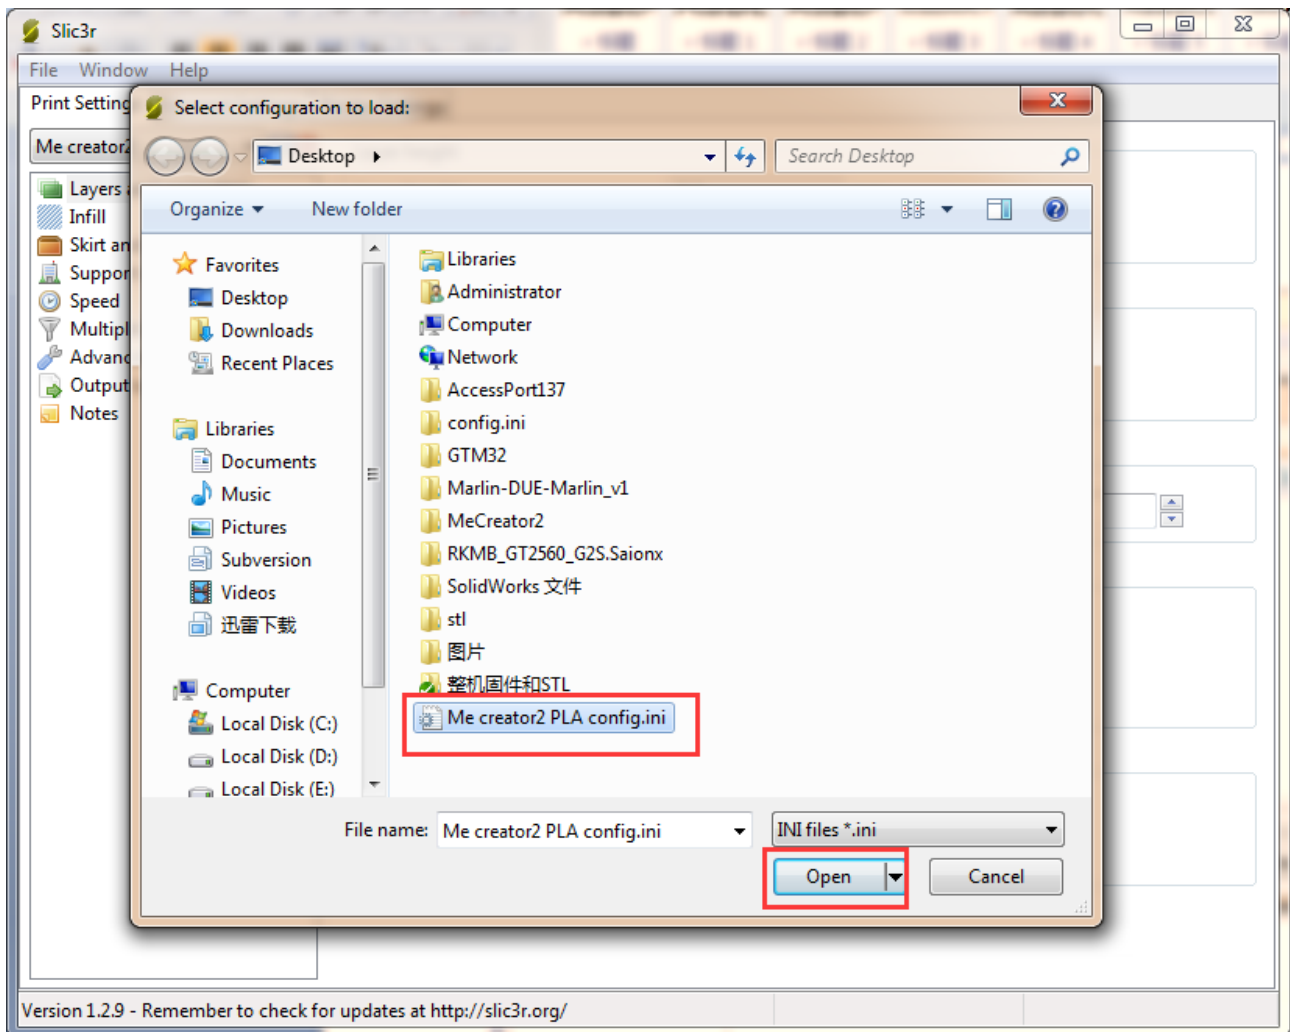 Slic3r
File Window Help
Print Setting
Select configuration to load:
Me creator2
Desktop
Search Desktop
Organize
New folder
Layers
Infill
Skirt an
Suppor
Speed
Multipl
Advanc
Output
Notes
Favorites
Desktop
Downloads
Recent Places
Libraries
Documents
Music
Pictures
Subversion
Videos
迅雷下载
Computer
Local Disk (C:)
Local Disk (D:)
Local Disk (E:)
Libraries
Administrator
Computer
Network
AccessPort137
config.ini
GTM32
Marlin-DUE-Marlin_v1
MeCreator2
RKMB_GT2560_G2S.Saionx
SolidWorks 文件
stl
图片
整机固件和STL
Me creator2 PLA config.ini
File name: Me creator2 PLA config.ini
INI files *.ini
Open
Cancel
Version 1.2.9 - Remember to check for updates at http://slic3r.org/